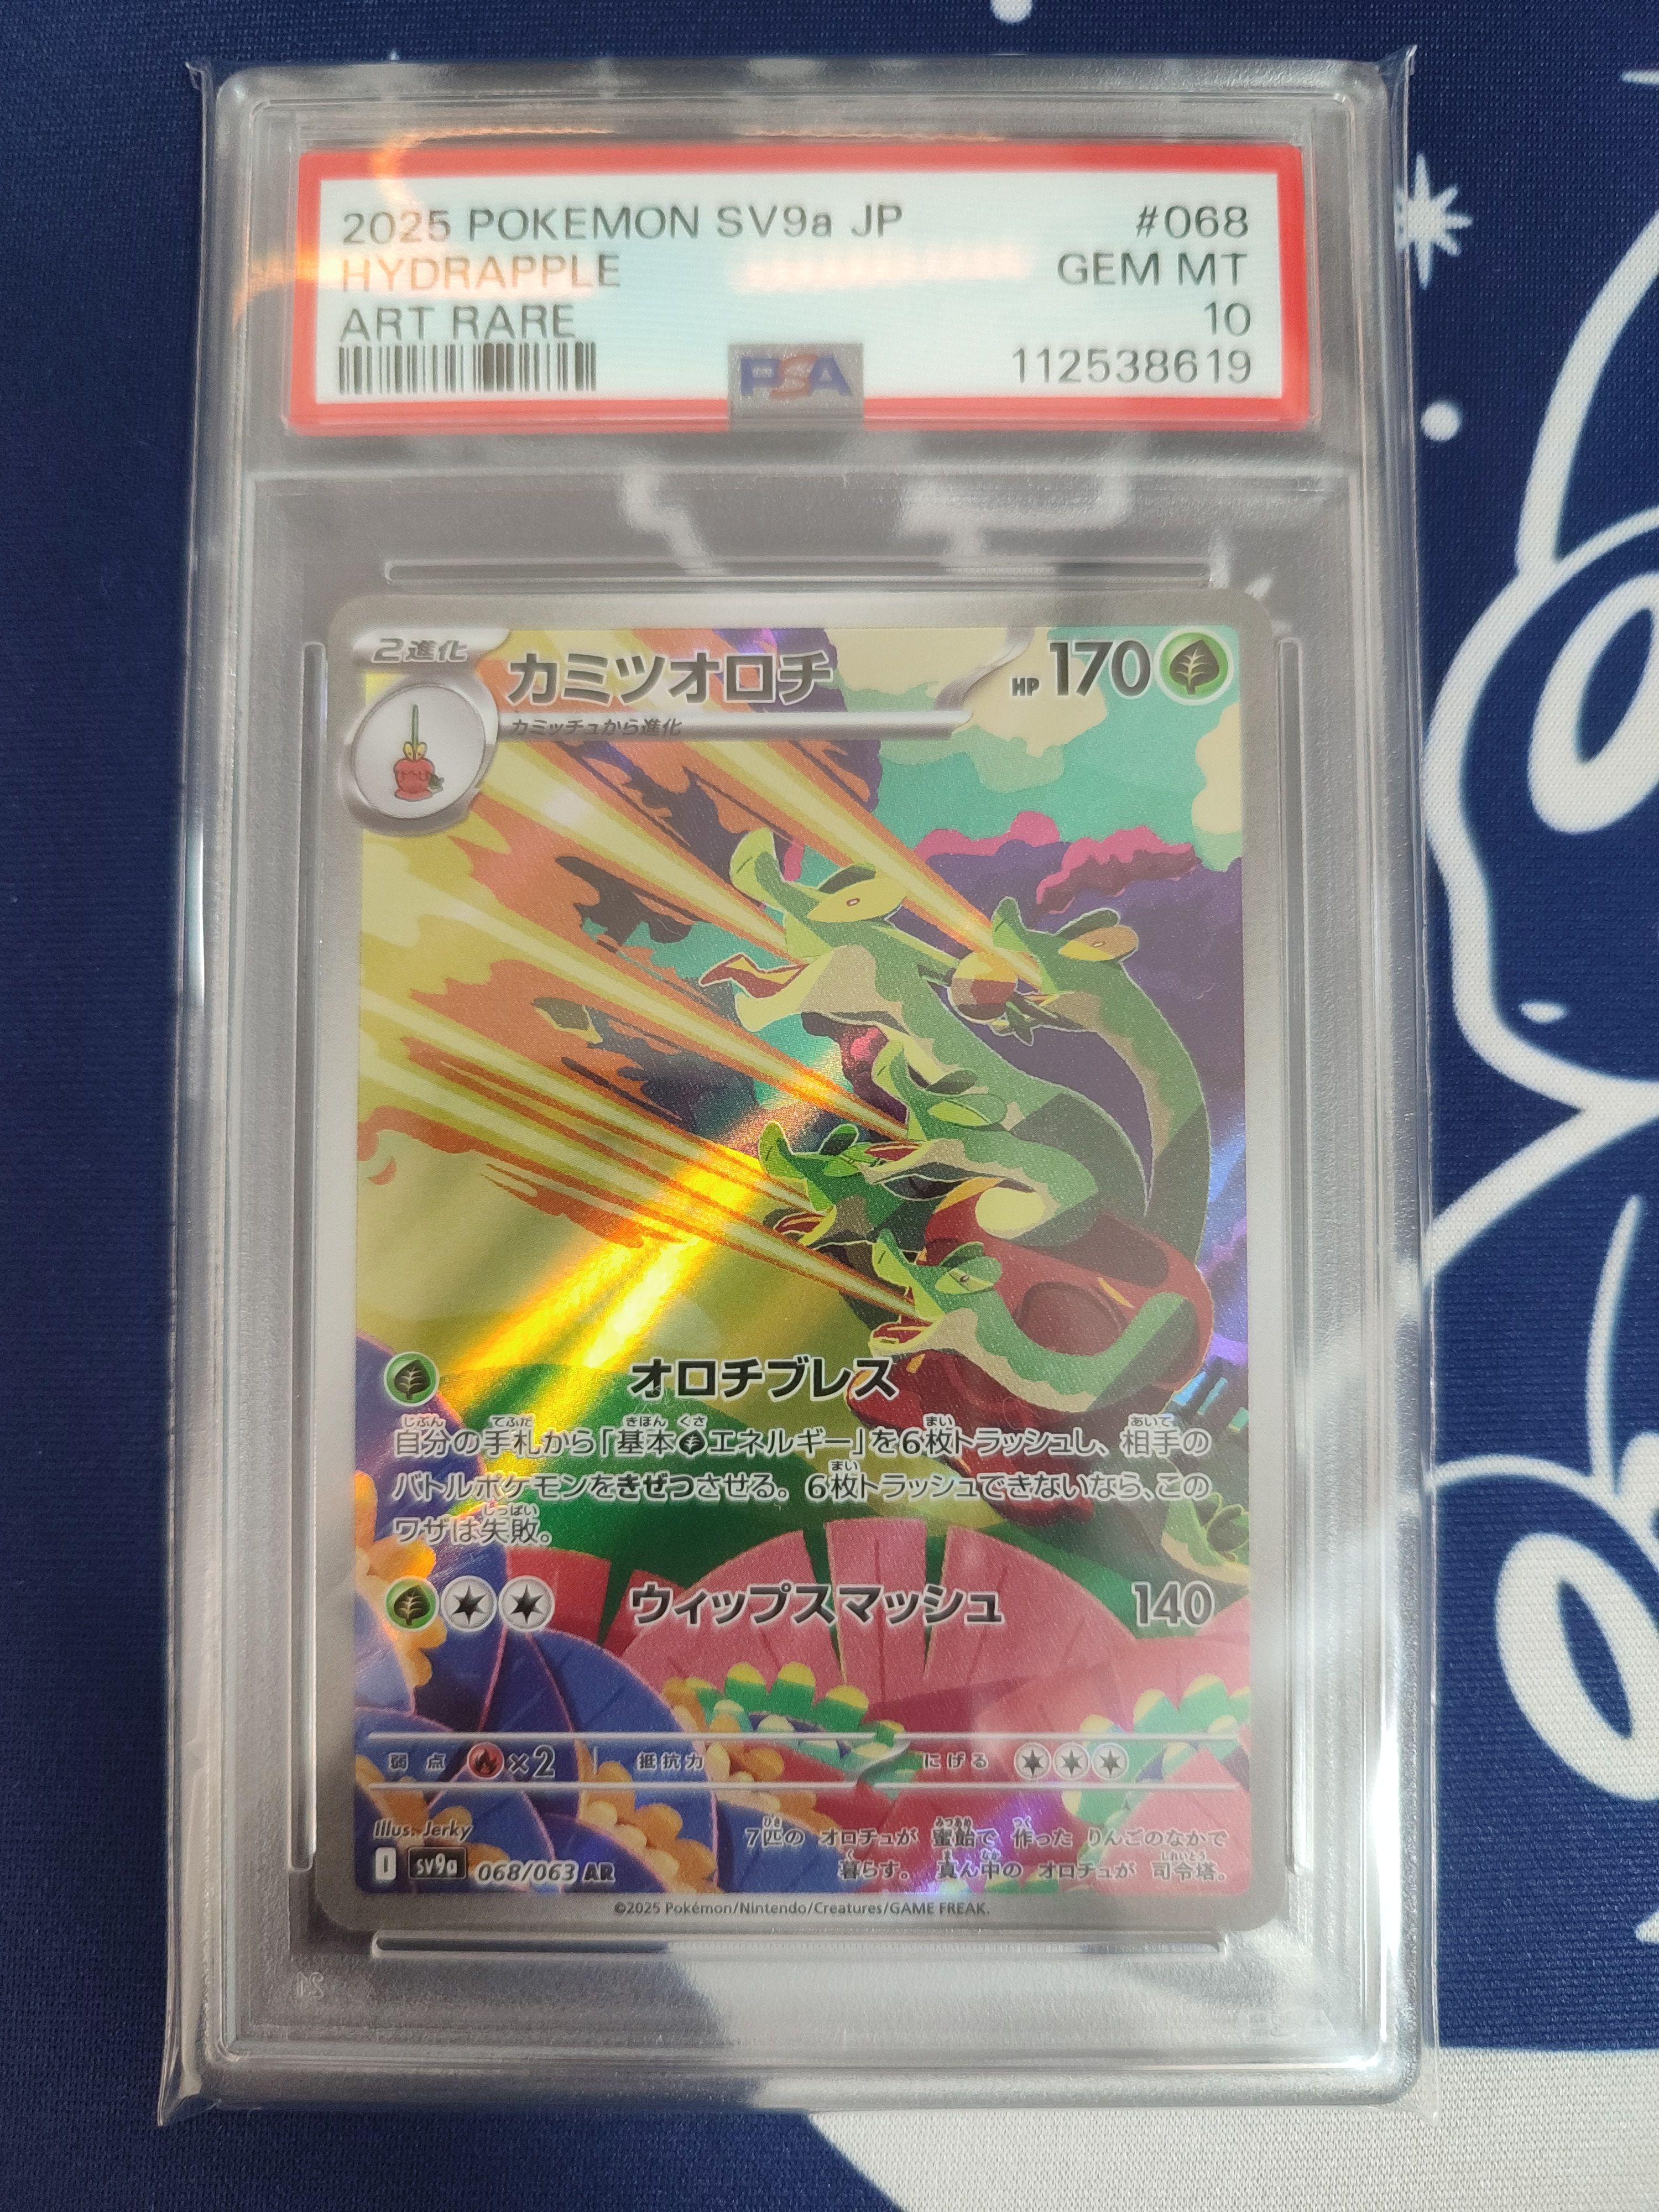 2025 POKEMON SV9a JP #068
HYDRAPPLE GEM MT
ART RARE 10
PSA 112538619
2進化 カミツオロチ HP 170
カミッチュから進化
オロチブレス
自分の手札から「基本エネルギー」を6枚トラッシュし、相手の
バトルポケモンをきぜつさせる。6枚トラッシュできないなら、この
ワザは失敗。
ウィップスマッシュ 140
弱点 ×2 抵抗力 にげる
Illus. Jerky
7匹の オロチュが 蜜飴で 作った りんごのなかで
暮らす。 真ん中の オロチュが 司令塔。
I SV9a 068/063 AR
©2025 Pokémon/Nintendo/Creatures/GAME FREAK.